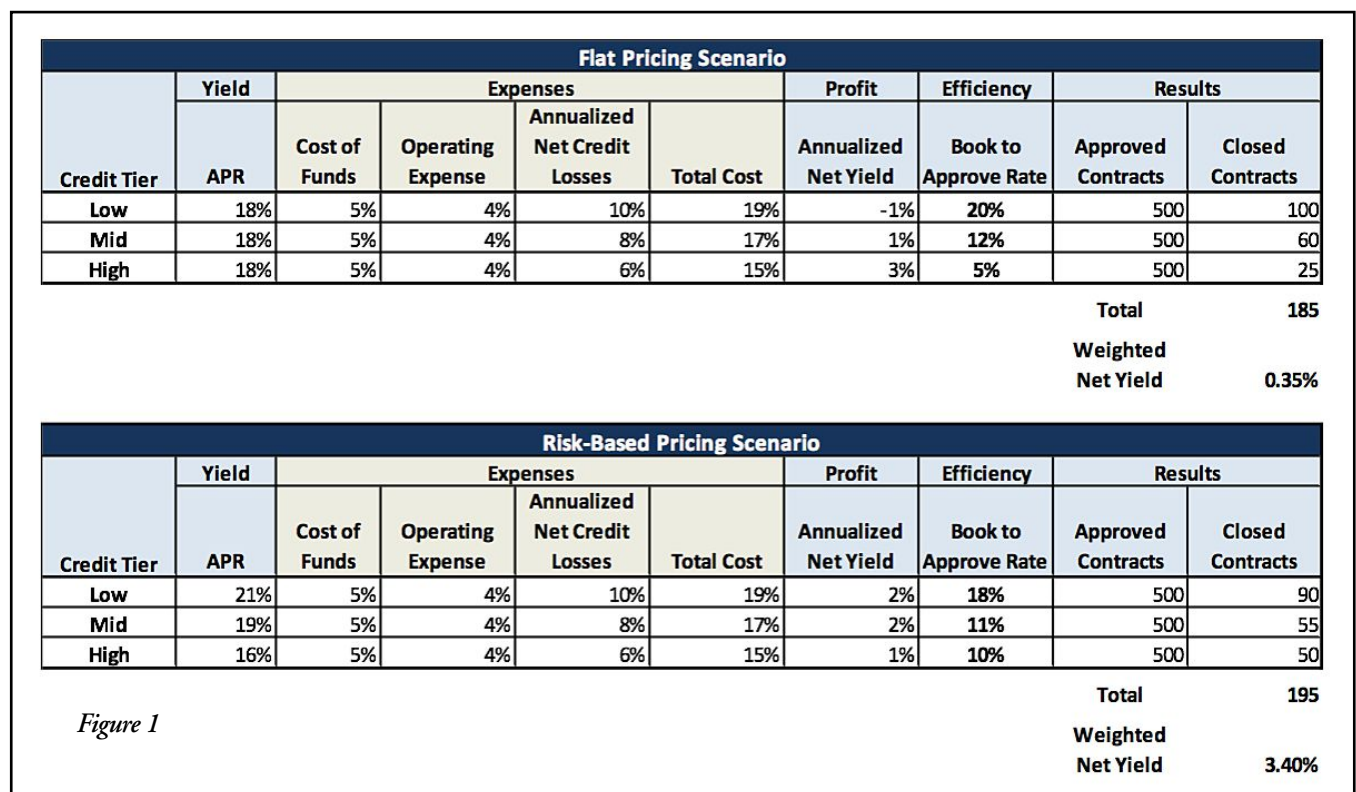 Flat Pricing Scenario
Yield Expenses Profit Efficiency Results
Credit Tier APR Cost of Funds Operating Expense Annualized Net Credit Losses Total Cost Annualized Net Yield Book to Approve Rate Approved Contracts Closed Contracts
Low 18% 5% 4% 10% 19% -1% 20% 500 100
Mid 18% 5% 4% 8% 17% 1% 12% 500 60
High 18% 5% 4% 6% 15% 3% 5% 500 25
Total 185
Weighted
Net Yield 0.35%
Risk-Based Pricing Scenario
Yield Expenses Profit Efficiency Results
Credit Tier APR Cost of Funds Operating Expense Annualized Net Credit Losses Total Cost Annualized Net Yield Book to Approve Rate Approved Contracts Closed Contracts
Low 21% 5% 4% 10% 19% 2% 18% 500 90
Mid 19% 5% 4% 8% 17% 2% 11% 500 55
High 16% 5% 4% 6% 15% 1% 10% 500 50
Total 195
Figure 1
Weighted
Net Yield 3.40%